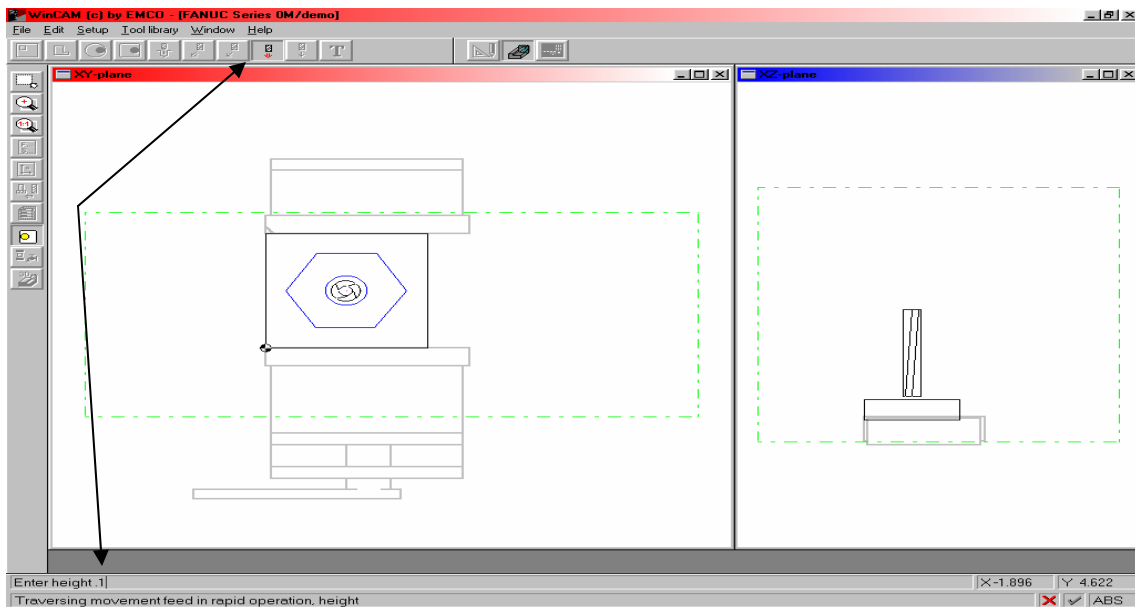 WinCAM (c) by EMCO - [FANUC Series 0M/demo]
File Edit Setup Tool library Window Help
T
XY-plane
XZ-plane
Enter height .1
X-1.896 Y 4.622
Traversing movement feed in rapid operation, height
ABS